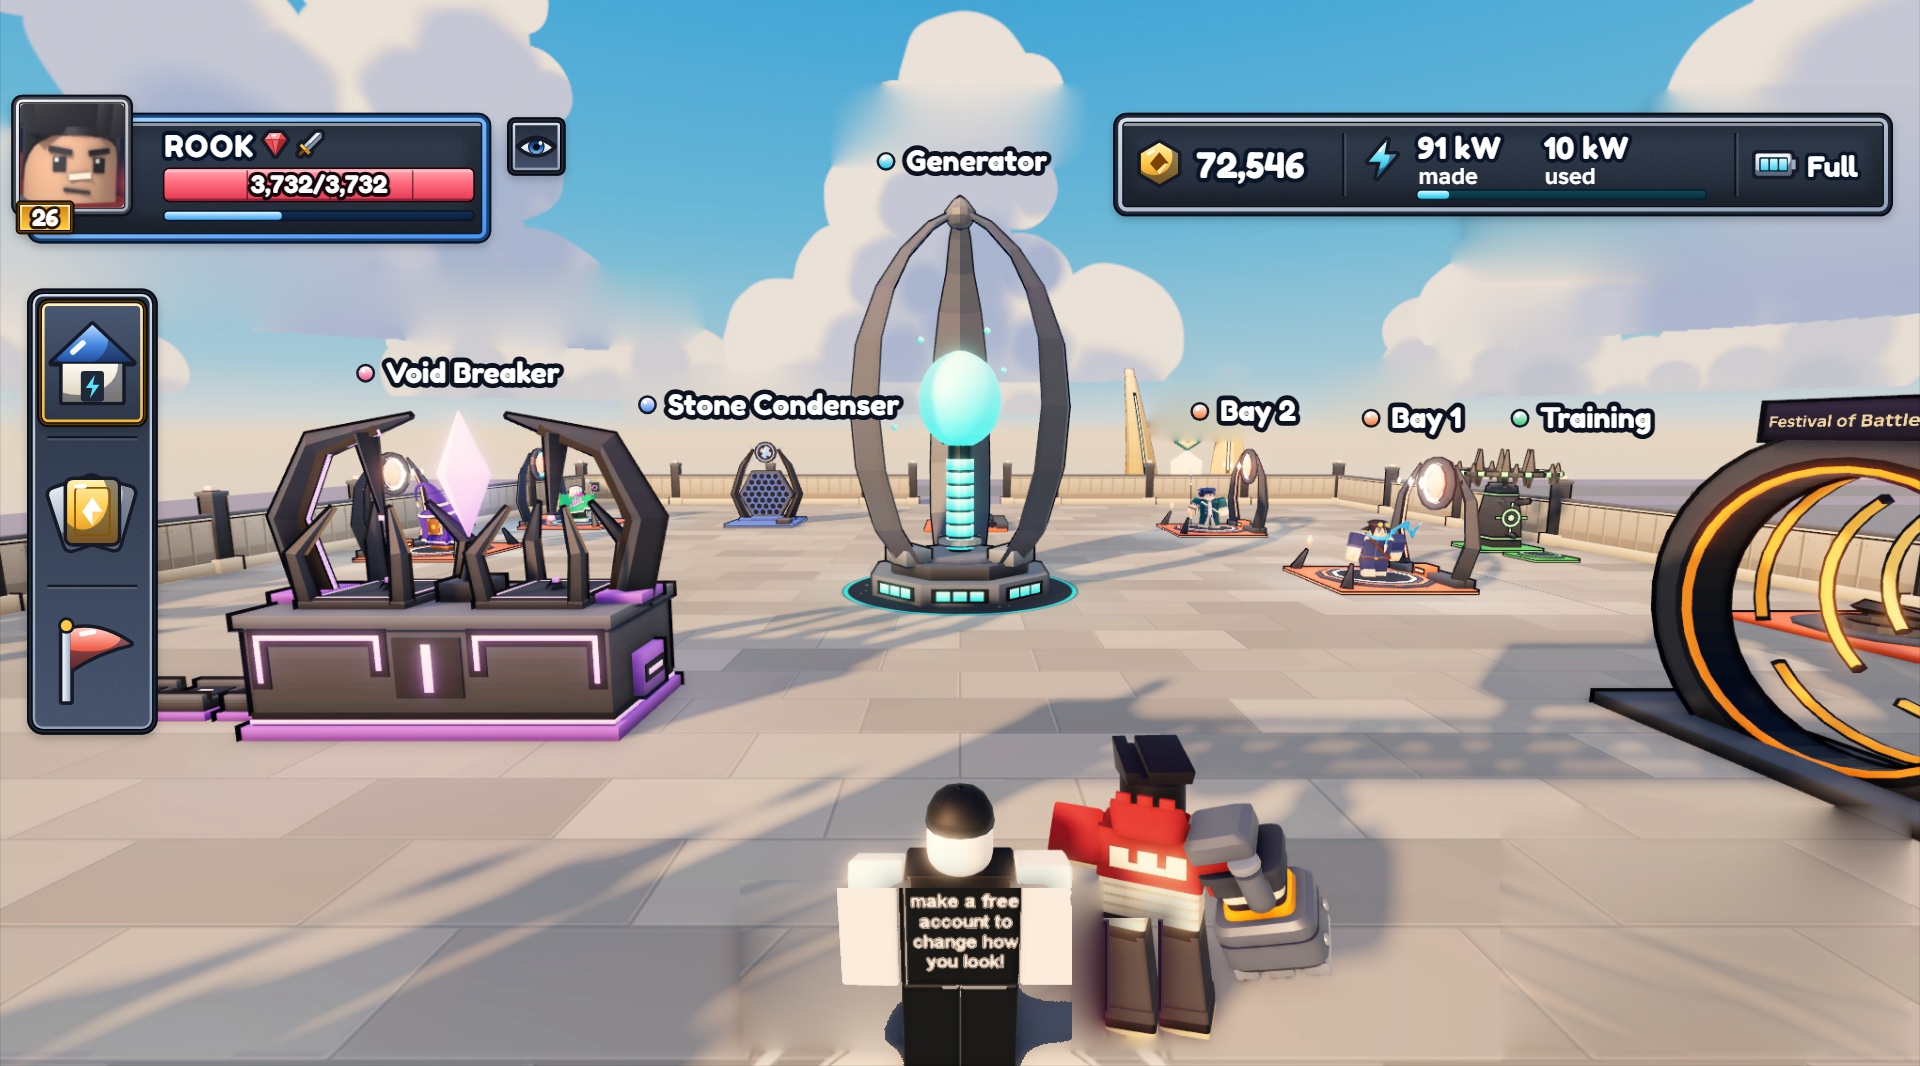 ROOK
3,732/3,732
26
72,546
91 kW
made
10 kW
used
Full
Generator
Void Breaker
Stone Condenser
Bay 2
Bay 1
Training
Festival of Battle
make a free
account to
change how
you look!